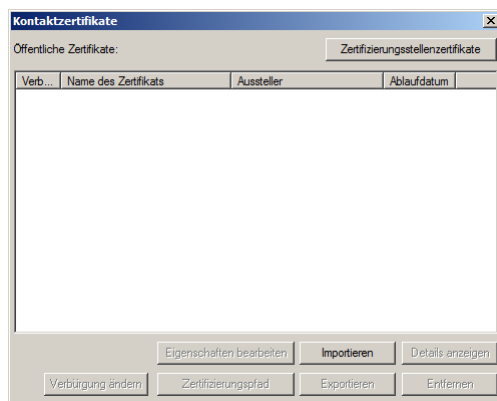 Kontaktzertifikate
Öffentliche Zertifikate: Zertifizierungsstellenzertifikate
Verb... Name des Zertifikats Aussteller Ablaufdatum
Eigenschaften bearbeiten Importieren Details anzeigen
Verbürgung ändern Zertifizierungspfad Exportieren Entfernen